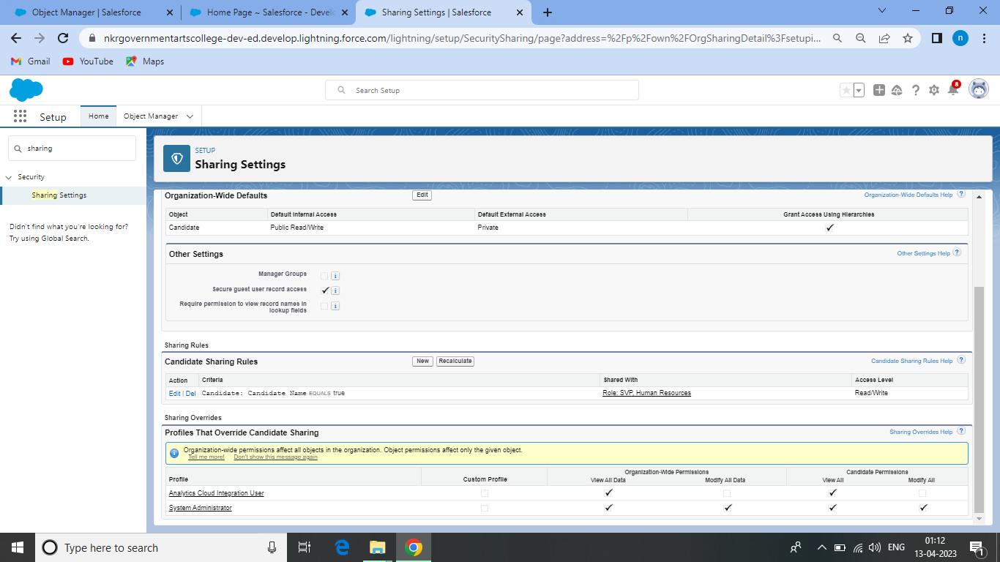 Object Manager | Salesforce
Home Page ~ Salesforce - Develo
Sharing Settings | Salesforce
nkrgovernmentartscollege-dev-ed.develop.lightning.force.com/lightning/setup/SecuritySharing/page?address=%2Fp%2Fown%2FOrgSharingDetail%3Fsetupi...
n
Gmail
YouTube
Maps
Search Setup
8
Setup
Home
Object Manager
sharing
Security
Sharing Settings
Didn't find what you're looking for?
Try using Global Search.
SETUP
Sharing Settings
Organization-Wide Defaults
Edit
Organization-Wide Defaults Help ?
Object Default Internal Access Default External Access Grant Access Using Hierarchies
Candidate Public Read/Write Private
Other Settings
Other Settings Help ?
Manager Groups
i
Secure guest user record access
i
Require permission to view record names in
lookup fields
i
Sharing Rules
Candidate Sharing Rules
New Recalculate
Candidate Sharing Rules Help ?
Action Criteria Shared With Access Level
Edit | Del Candidate: Candidate Name EQUALS true Role: SVP, Human Resources Read/Write
Sharing Overrides
Profiles That Override Candidate Sharing
Sharing Overrides Help ?
i Organization-wide permissions affect all objects in the organization. Object permissions affect only the given object.
Tell me more! Don't show this message again
Organization-Wide Permissions Candidate Permissions
Profile Custom Profile View All Data Modify All Data View All Modify All
Analytics Cloud Integration User
System Administrator
Type here to search
ENG
01:12
13-04-2023
1